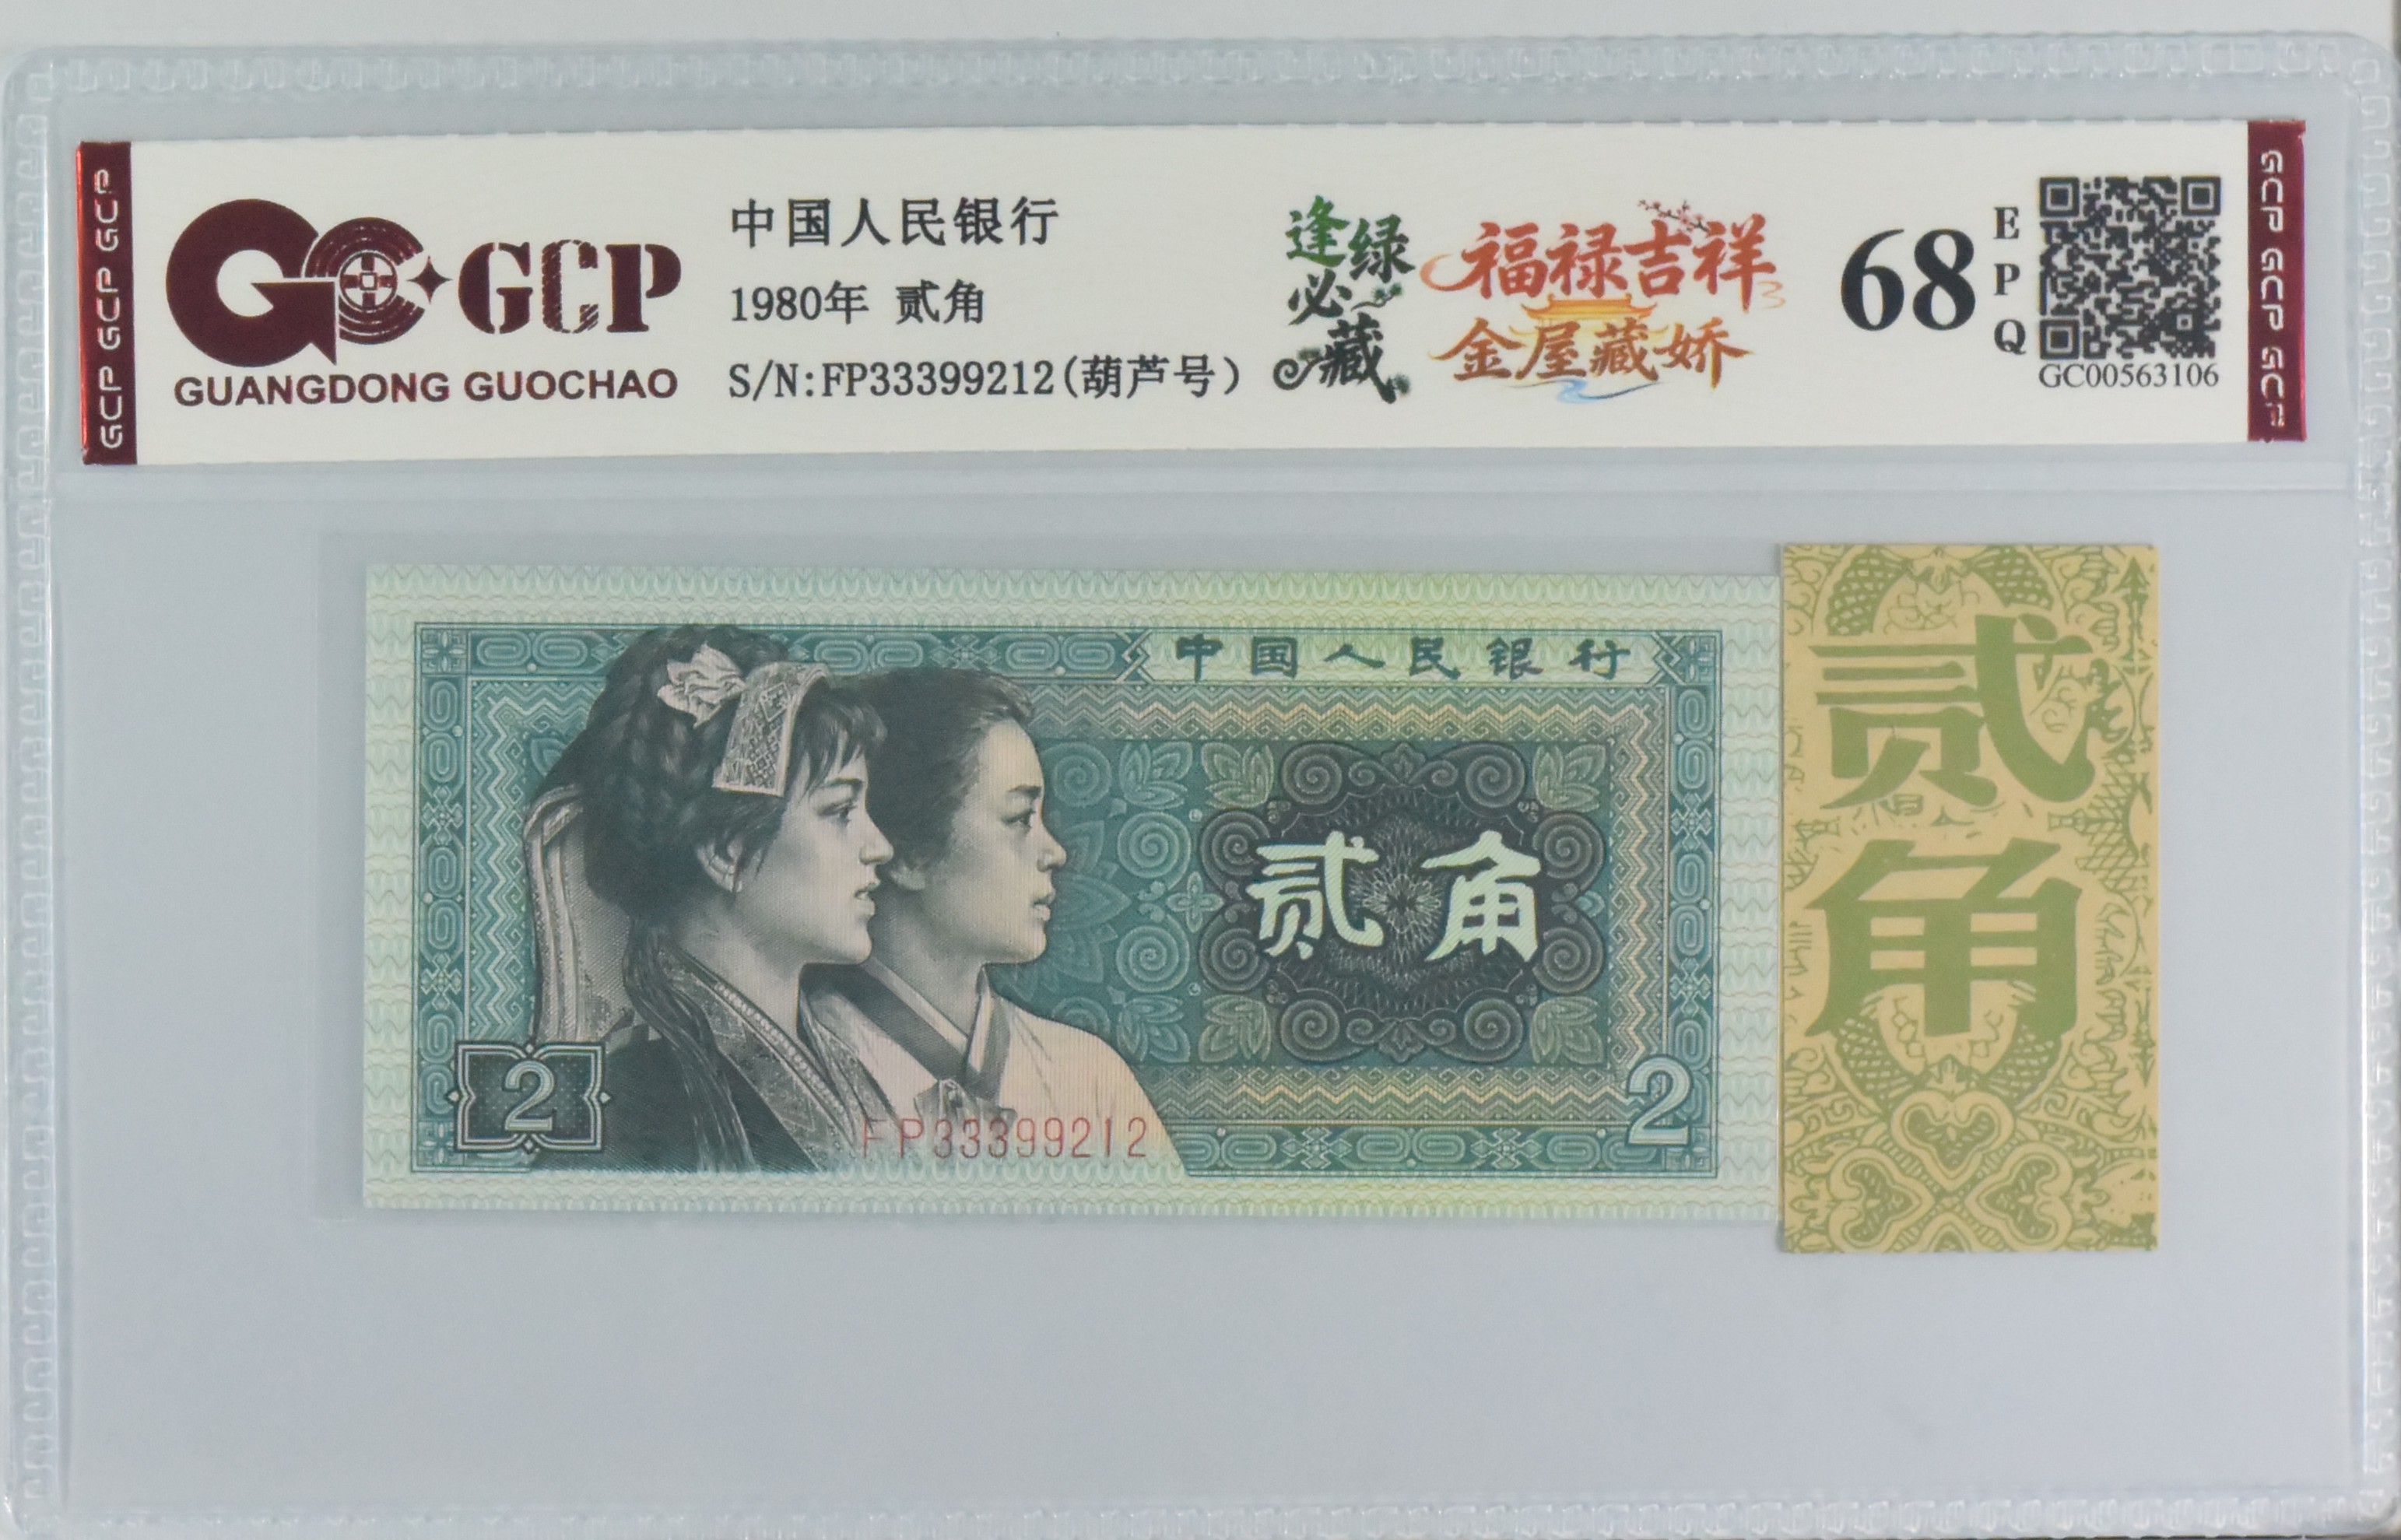 GCP GCP GCP
GCP
GUANGDONG GUOCHAO
中国人民银行
1980年 贰角
S/N:FP33399212(葫芦号)
逢绿
必藏
福禄吉祥
金屋藏娇
68
EPQ
GC00563106
GCP GCP GCP
中国人民银行
贰角
2
FP33399212
2
贰角